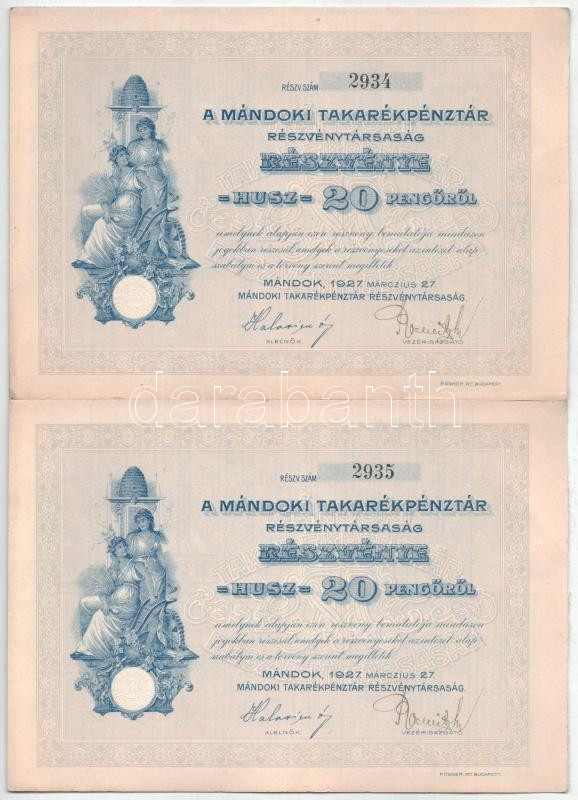 RÉSZV. SZÁM 2934
A MÁNDOKI TAKARÉKPÉNZTÁR
RÉSZVÉNYTÁRSASÁG
RÉSZVÉNYE
=HUSZ= 20 PENGŐRŐL
amelynek alapján ezen részvény bemutatója mindazon
jogokban részesül, amelyek a részvényeseket az intézet alap-
szabályai és a törvény szerint megilletik.
MÁNDOK, 1927. MÁRCZIUS 27.
MÁNDOKI TAKARÉKPÉNZTÁR RÉSZVÉNYTÁRSASÁG.
ALELNÖK. VEZÉRIGAZGATÓ
POSNER R.T. BUDAPEST.
darabanth
RÉSZV. SZÁM 2935
A MÁNDOKI TAKARÉKPÉNZTÁR
RÉSZVÉNYTÁRSASÁG
RÉSZVÉNYE
=HUSZ= 20 PENGŐRŐL
amelynek alapján ezen részvény bemutatója mindazon
jogokban részesül, amelyek a részvényeseket az intézet alap-
szabályai és a törvény szerint megilletik.
MÁNDOK, 1927. MÁRCZIUS 27.
MÁNDOKI TAKARÉKPÉNZTÁR RÉSZVÉNYTÁRSASÁG.
ALELNÖK. VEZÉRIGAZGATÓ
POSNER R.T. BUDAPEST.